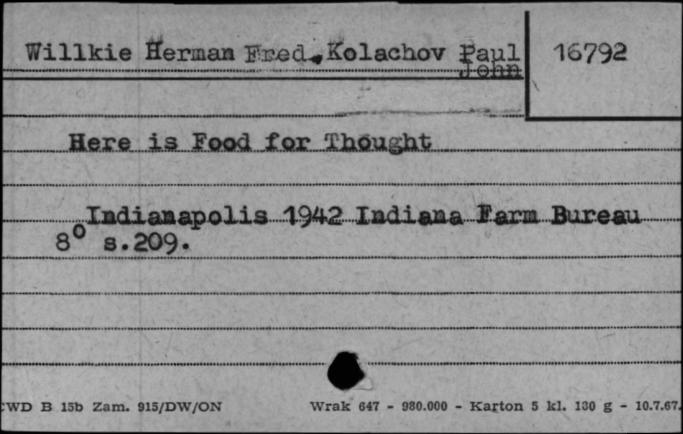 Willkie Herman Fred. Kolachov Paul 16792
John
Here is Food for Thought
Indianapolis 1942 Indiana Farm Bureau
8° s.209.
CWD B 15b Zam. 915/DW/ON Wrak 647 - 980.000 - Karton 5 kl. 130 g - 10.7.67.